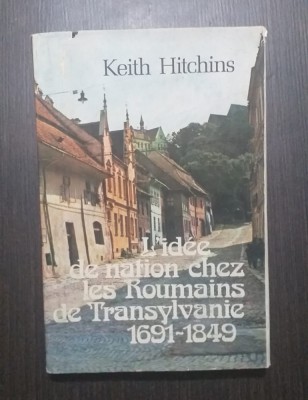 Keith Hitchins
L'idée
de nation chez
les Roumains
de Transylvanie
1691-1849